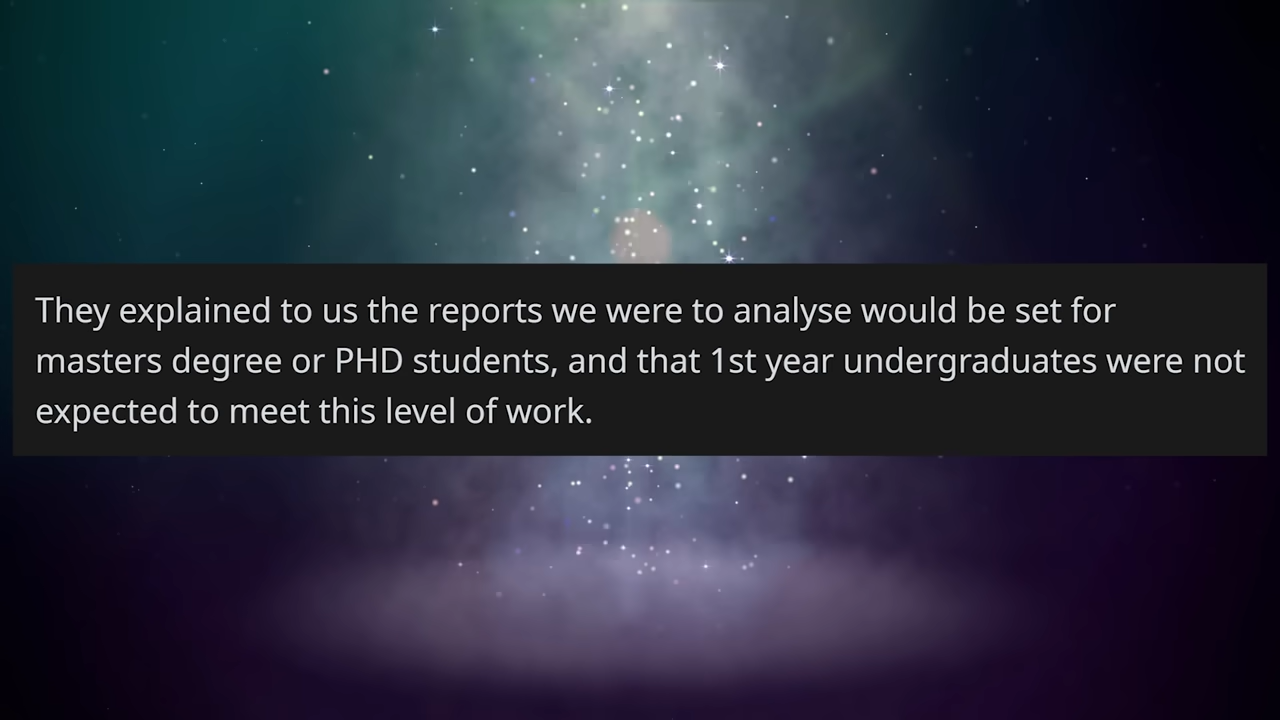 They explained to us the reports we were to analyse would be set for
masters degree or PHD students, and that 1st year undergraduates were not
expected to meet this level of work.